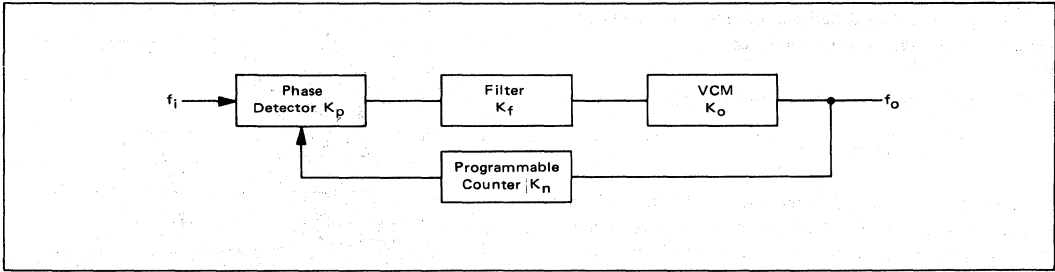 fi
Phase
Detector Kp
Filter
Kf
VCM
Ko
fo
Programmable
Counter Kn